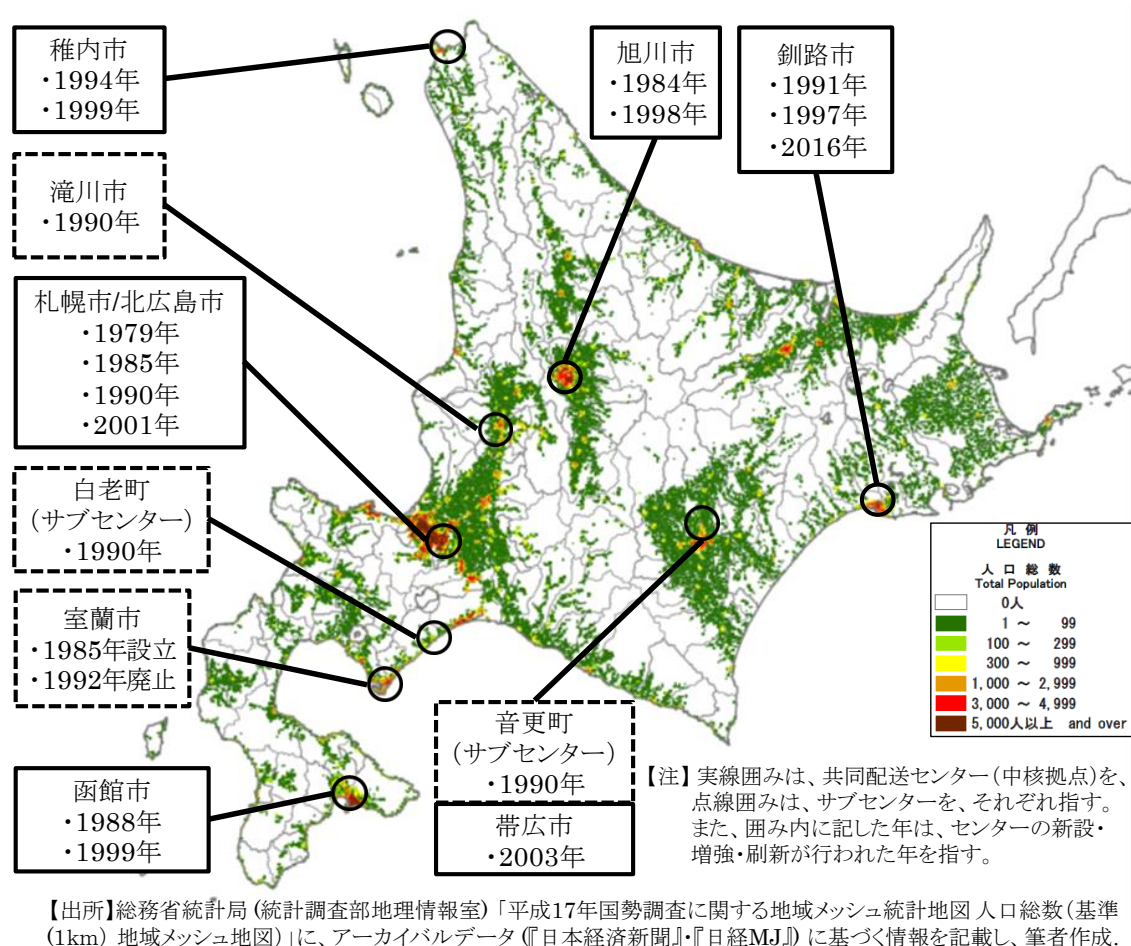 稚内市
・1994年
・1999年
旭川市
・1984年
・1998年
釧路市
・1991年
・1997年
・2016年
滝川市
・1990年
札幌市/北広島市
・1979年
・1985年
・1990年
・2001年
白老町
(サブセンター)
・1990年
室蘭市
・1985年設立
・1992年廃止
函館市
・1988年
・1999年
音更町
(サブセンター)
・1990年
帯広市
・2003年
凡 例
LEGEND
人 口 総 数
Total Population
0人
1 ～ 99
100 ～ 299
300 ～ 999
1,000 ～ 2,999
3,000 ～ 4,999
5,000人以上 and over
【注】実線囲みは、共同配送センター(中核拠点)を、
点線囲みは、サブセンターを、それぞれ指す。
また、囲み内に記した年は、センターの新設・
増強・刷新が行われた年を指す。
【出所】総務省統計局 (統計調査部地理情報室)「平成17年国勢調査に関する地域メッシュ統計地図 人口総数(基準
(1km) 地域メッシュ地図)」に、アーカイバルデータ(『日本経済新聞』・『日経MJ』) に基づく情報を記載し、筆者作成.